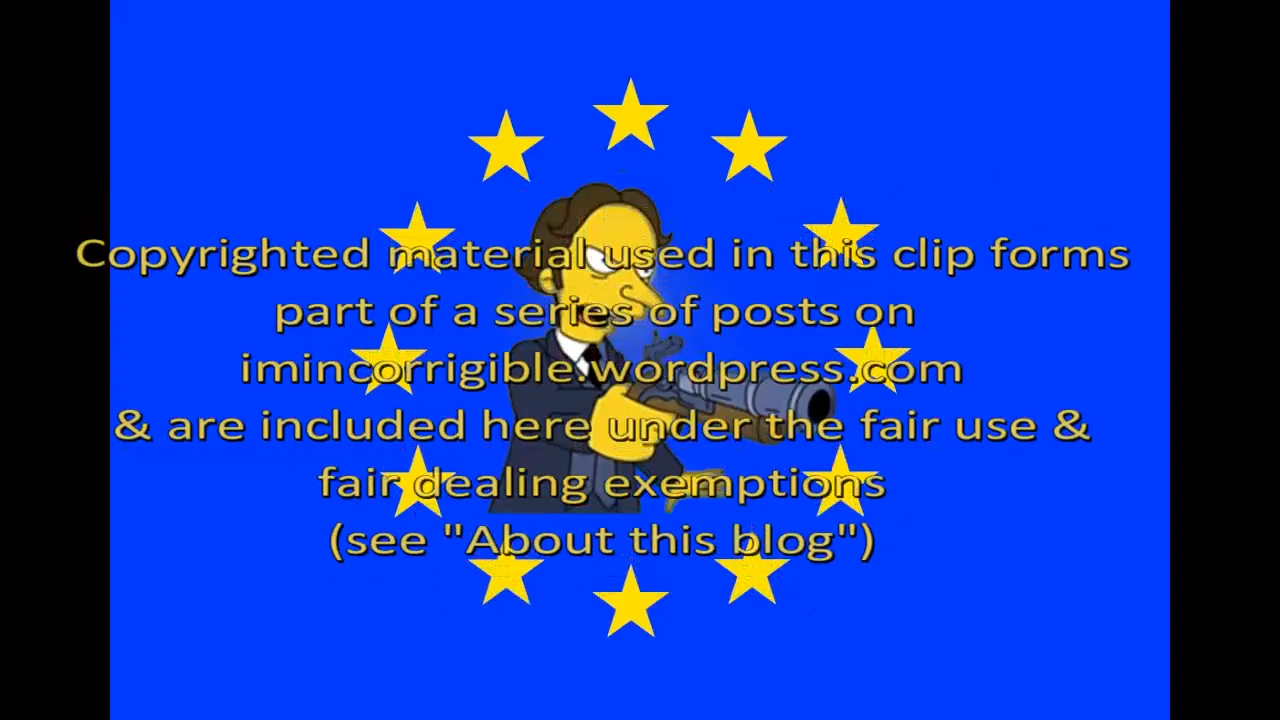 Copyrighted material used in this clip forms
part of a series of posts on
imincorrigible.wordpress.com
& are included here under the fair use &
fair dealing exemptions
(see "About this blog")